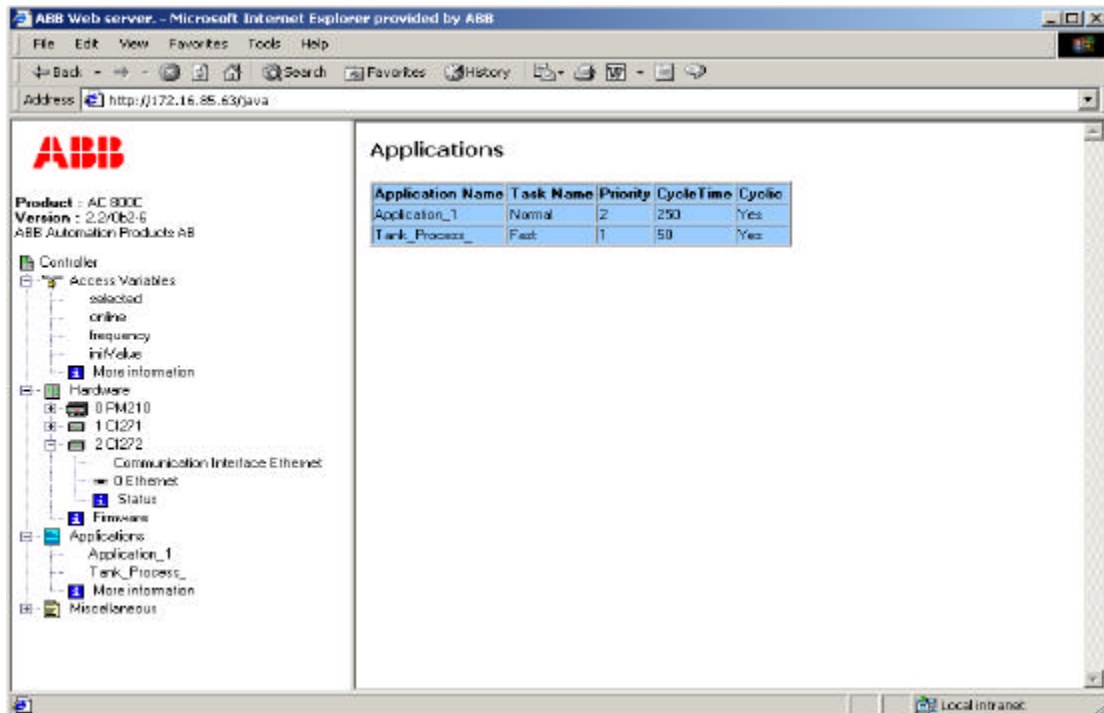 ABB Web server. - Microsoft Internet Explorer provided by ABB
File Edit View Favorites Tools Help
Back Search Favorites History
Address http://172.16.85.63/java
ABB
Product : AC 800C
Version : 2.2/0b2-6
ABB Automation Products AB
Controller
Access Variables
selected
online
frequency
initValue
More information
Hardware
0 PM210
1 CI271
2 CI272
Communication Interface Ethernet
0 Ethernet
Status
Firmware
Applications
Application_1
Tank_Process_
More information
Miscellaneous
Applications
Application Name Task Name Priority CycleTime Cyclic
Application_1 Normal 2 250 Yes
Tank_Process_ Fast 1 50 Yes
Local intranet